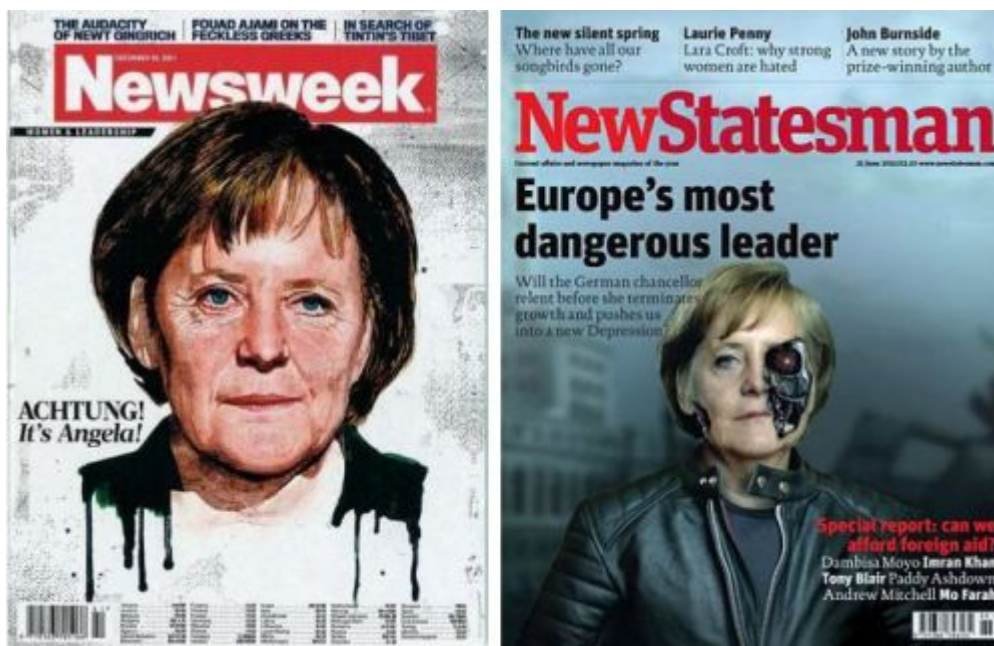 THE AUDACITY
OF NEWT GINGRICH
FOUAD AJAMI ON THE
FECKLESS GREEKS
IN SEARCH OF
TINTIN'S TIBET
Newsweek
WOMEN & LEADERSHIP
ACHTUNG!
It's Angela!
The new silent spring
Where have all our
songbirds gone?
Laurie Penny
Lara Croft: why strong
women are hated
John Burnside
A new story by the
prize-winning author
NewStatesman
Europe's most
dangerous leader
Will the German chancellor
relent before she terminates
growth and pushes us
into a new Depression?
Special report: can we
afford foreign aid?
Dambisa Moyo Imran Khan
Tony Blair Paddy Ashdown
Andrew Mitchell Mo Farah